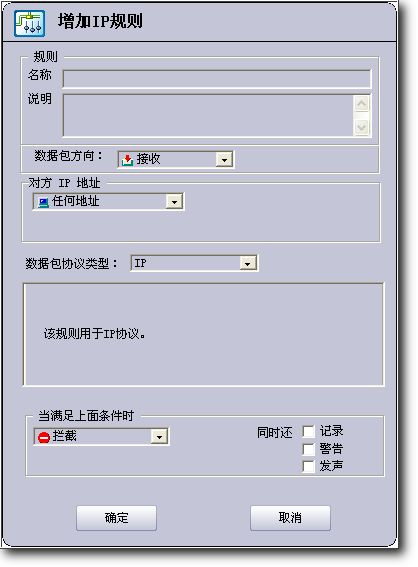 增加IP规则
规则
名称
说明
数据包方向： 接收
对方 IP 地址
任何地址
数据包协议类型： IP
该规则用于IP协议。
当满足上面条件时
拦截 同时还 记录
警告
发声
确定 取消